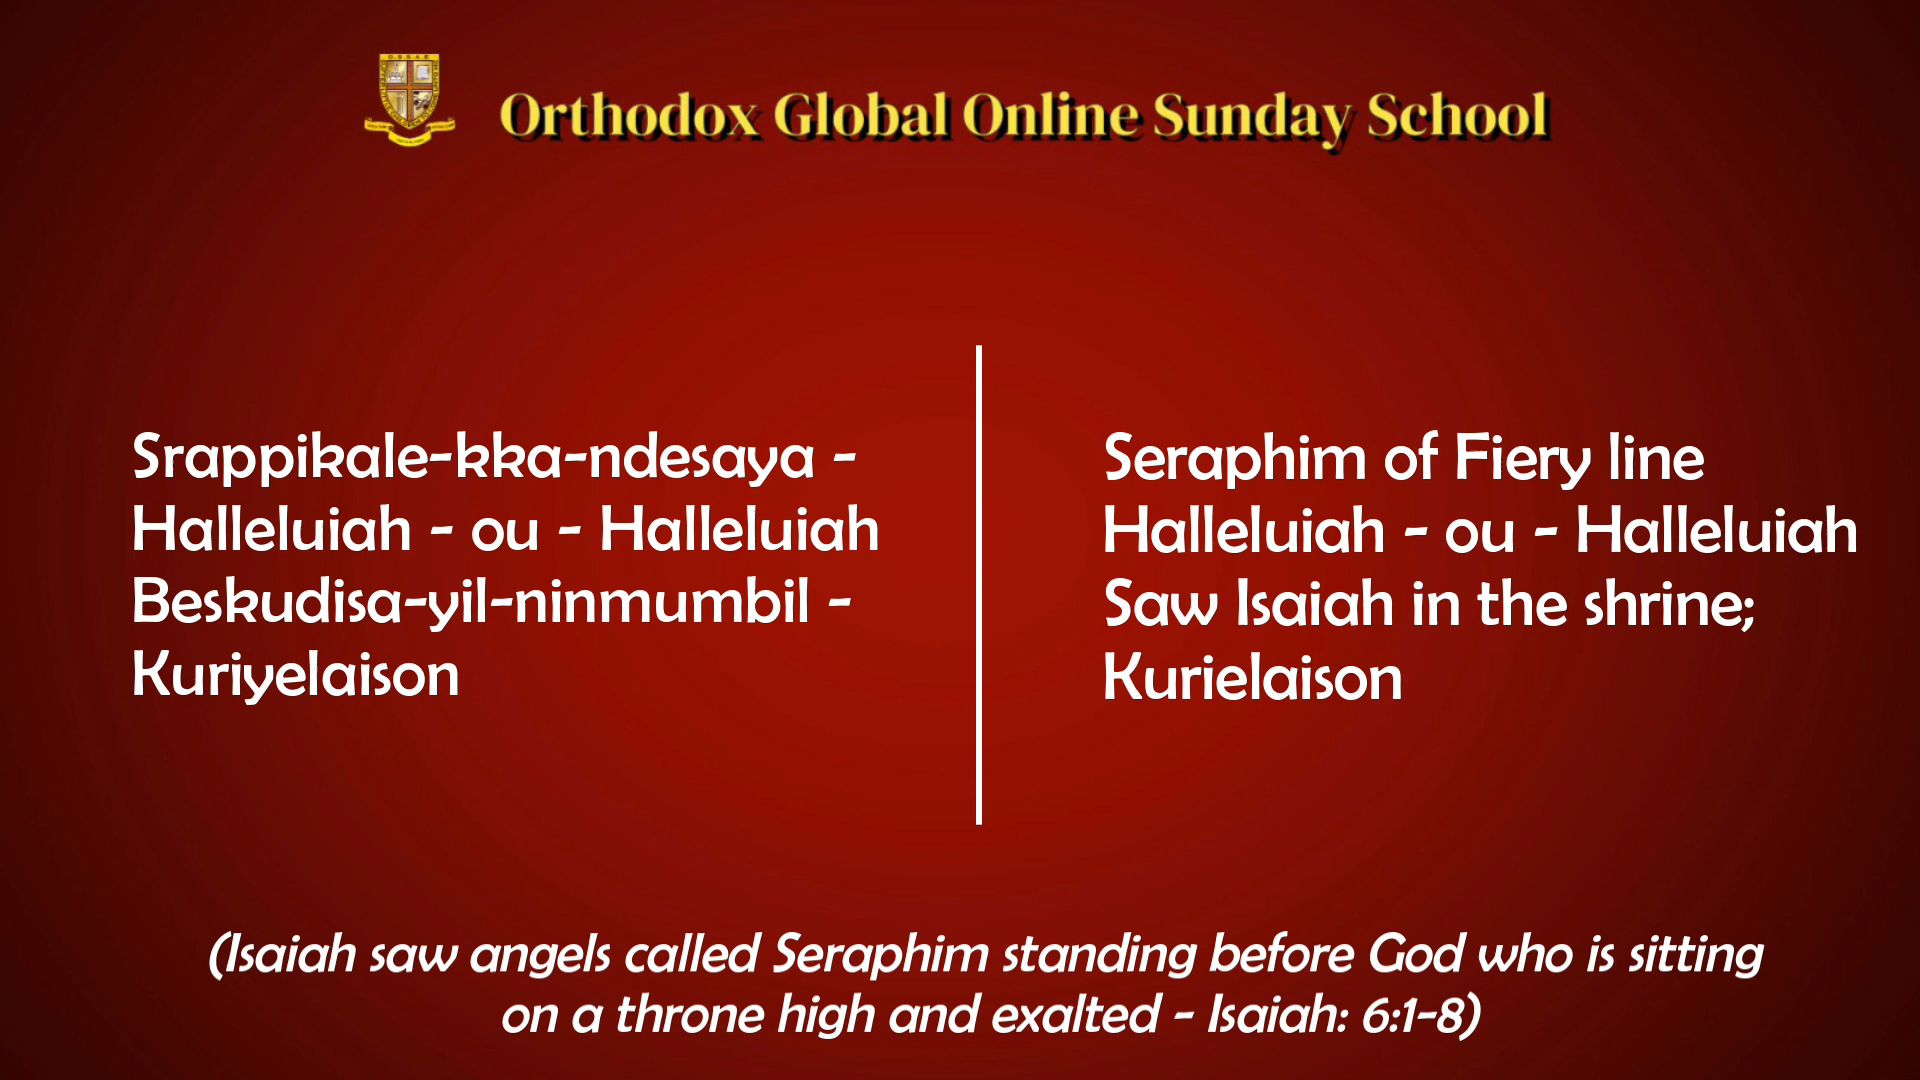 Orthodox Global Online Sunday School
Srappikale-kka-ndesaya -
Halleluiah - ou - Halleluiah
Beskudisa-yil-ninmumbil -
Kuriyelaison
Seraphim of Fiery line
Halleluiah - ou - Halleluiah
Saw Isaiah in the shrine;
Kurielaison
(Isaiah saw angels called Seraphim standing before God who is sitting
on a throne high and exalted - Isaiah: 6:1-8)